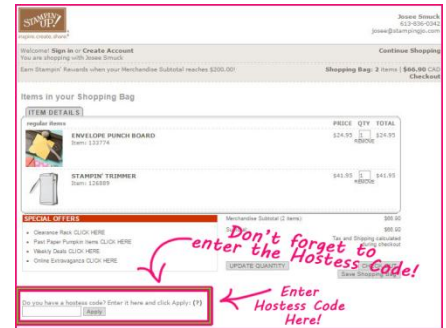 STAMPIN' UP!
inspire.create.share®
Josee Smuck
613-836-0342
josee@stampingjo.com
Welcome! Sign in or Create Account
You are shopping with Josee Smuck
Continue Shopping
Earn Stampin' Rewards when your Merchandise Subtotal reaches $200.00!
Shopping Bag: 2 Items | $66.90 CAD
Checkout
Items in your Shopping Bag
ITEM DETAILS
regular items PRICE QTY TOTAL
ENVELOPE PUNCH BOARD $24.95 1 $24.95
Item: 133774 REMOVE
STAMPIN' TRIMMER $41.95 1 $41.95
Item: 126889 REMOVE
SPECIAL OFFERS
Clearance Rack CLICK HERE
Past Paper Pumpkin Items CLICK HERE
Weekly Deals CLICK HERE
Online Extravaganza CLICK HERE
Merchandise Subtotal (2 items) $66.90
$66.90
Tax and Shipping calculated
during checkout
UPDATE QUANTITY
Save Shopping Bag
Don't forget to
enter the Hostess Code!
Do you have a hostess code? Enter it here and click Apply: (?)
Apply
Enter
Hostess Code
Here!